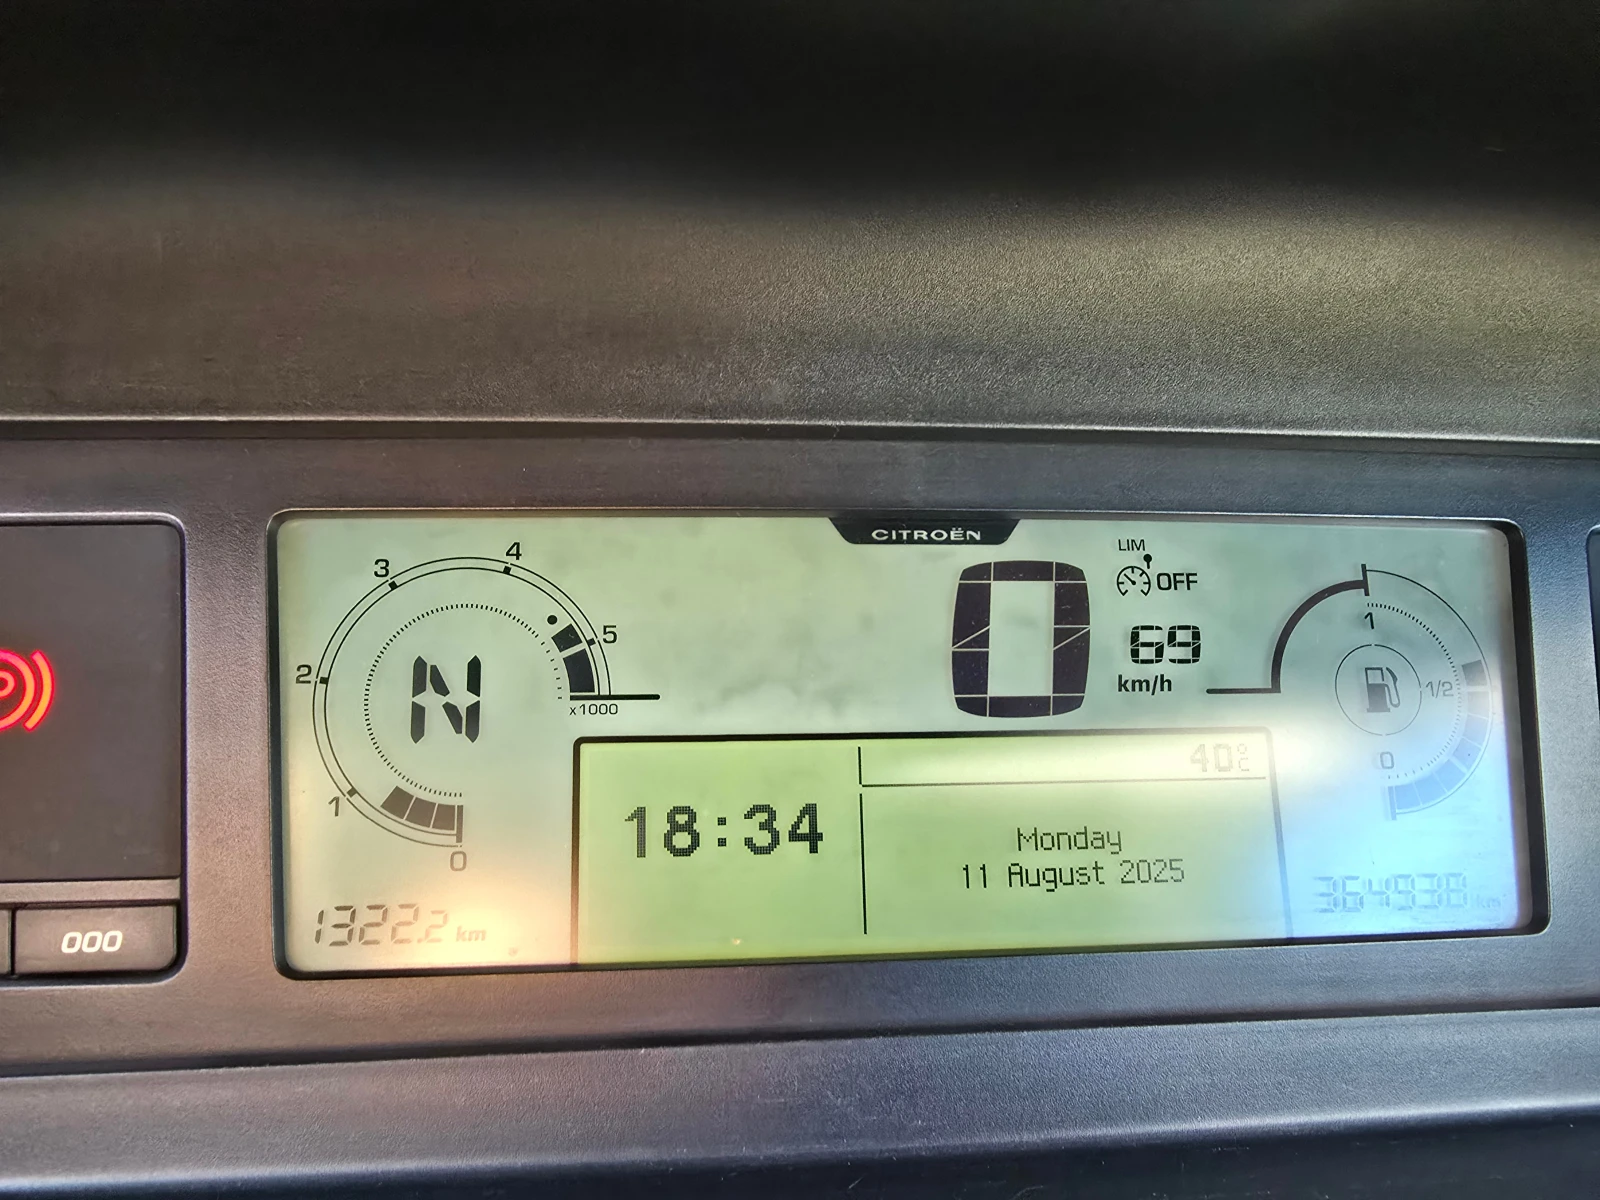 CITROËN
4
3
5
2
x1000
1
0
N
1322.2 km
000
LIM
OFF
0
69
km/h
1
1/2
0
40°C
18:34
Monday
11 August 2025
364938 km